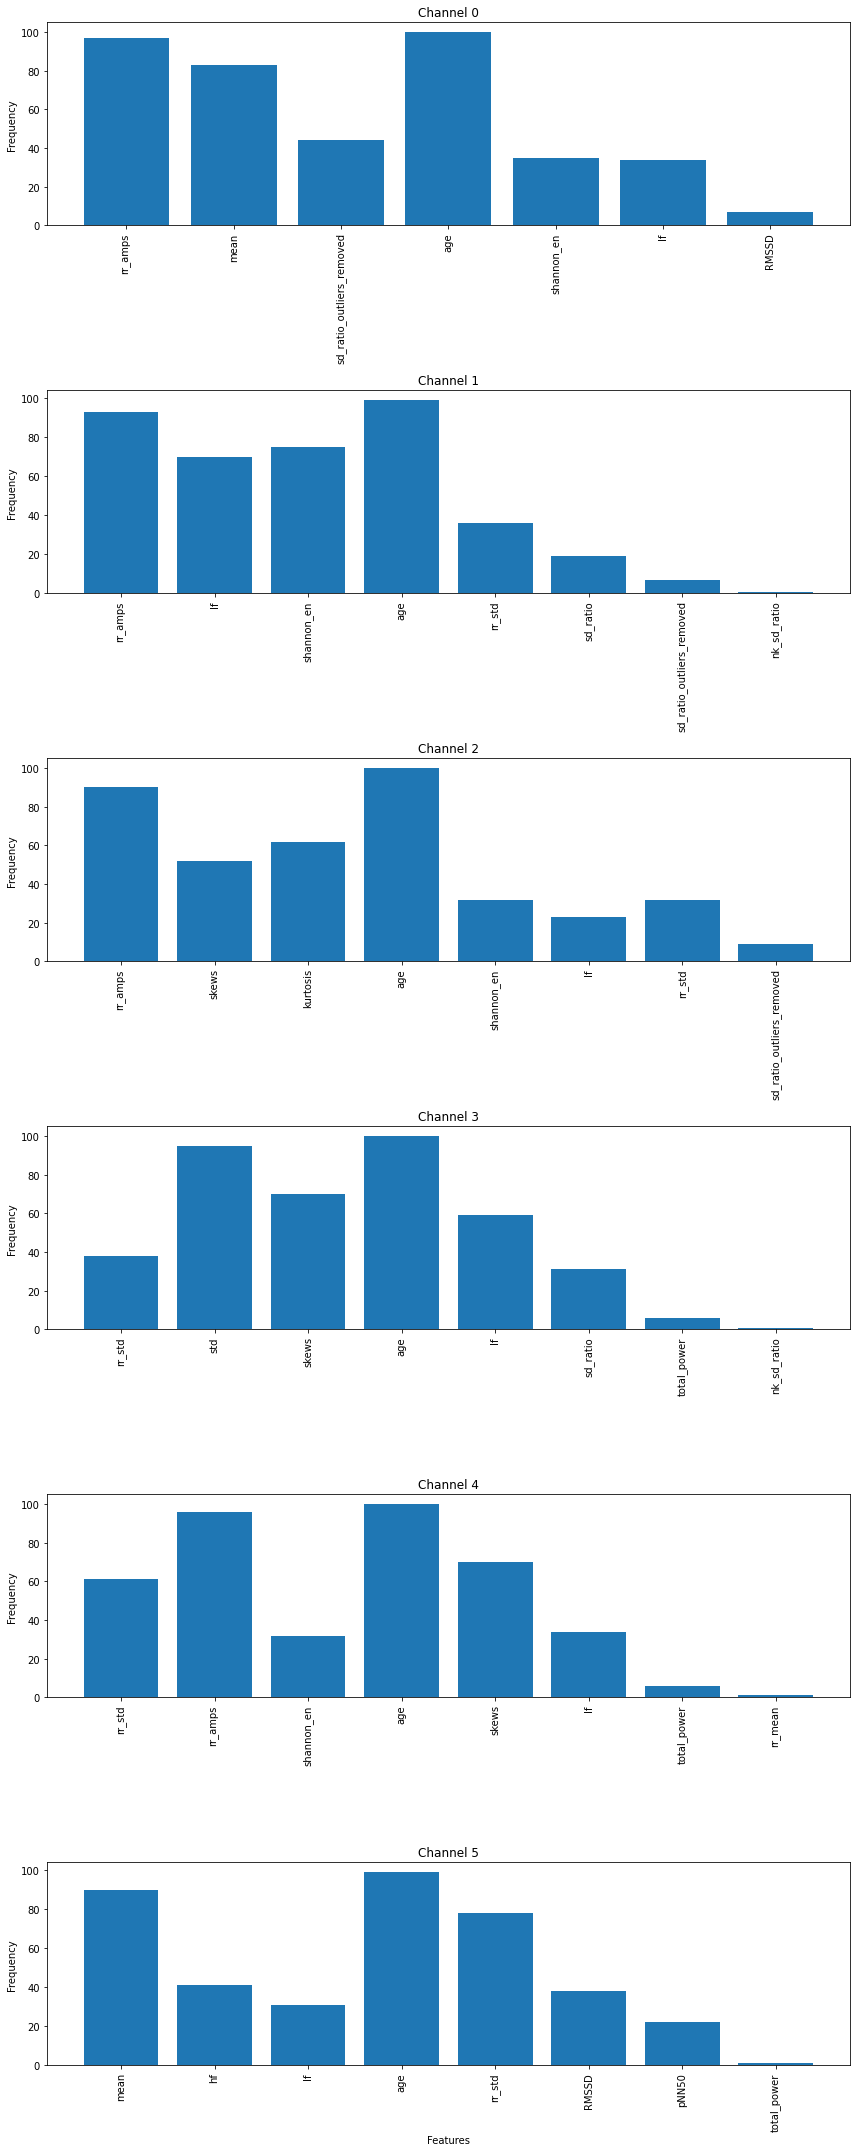 Channel 0
100
80
60
40
20
0
Frequency
rr_amps
mean
sd_ratio_outliers_removed
age
shannon_en
lf
RMSSD
Channel 1
100
80
60
40
20
0
Frequency
rr_amps
lf
shannon_en
age
rr_std
sd_ratio
sd_ratio_outliers_removed
nk_sd_ratio
Channel 2
100
80
60
40
20
0
Frequency
rr_amps
skews
kurtosis
age
shannon_en
lf
rr_std
sd_ratio_outliers_removed
Channel 3
100
80
60
40
20
0
Frequency
rr_std
std
skews
age
lf
sd_ratio
total_power
nk_sd_ratio
Channel 4
100
80
60
40
20
0
Frequency
rr_std
rr_amps
shannon_en
age
skews
lf
total_power
rr_mean
Channel 5
100
80
60
40
20
0
Frequency
mean
hf
lf
age
rr_std
RMSSD
pNN50
total_power
Features